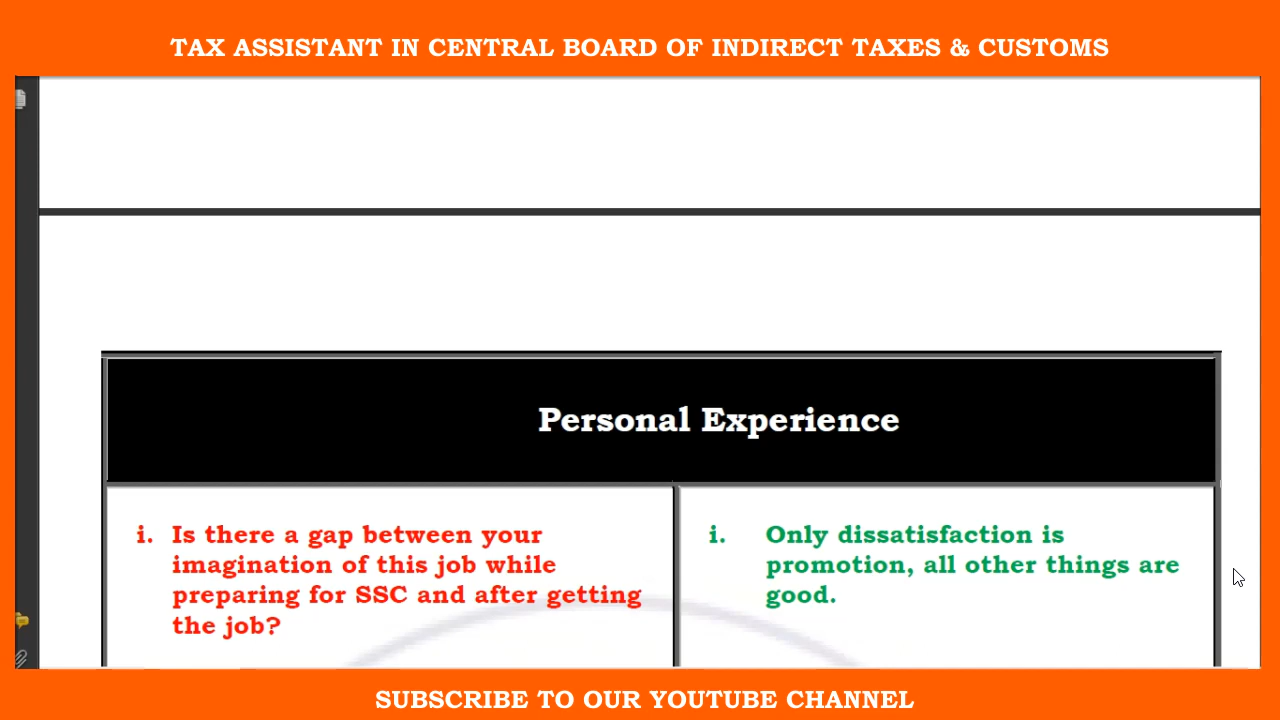 TAX ASSISTANT IN CENTRAL BOARD OF INDIRECT TAXES & CUSTOMS
Personal Experience
i. Is there a gap between your
imagination of this job while
preparing for SSC and after getting
the job?
i. Only dissatisfaction is
promotion, all other things are
good.
SUBSCRIBE TO OUR YOUTUBE CHANNEL